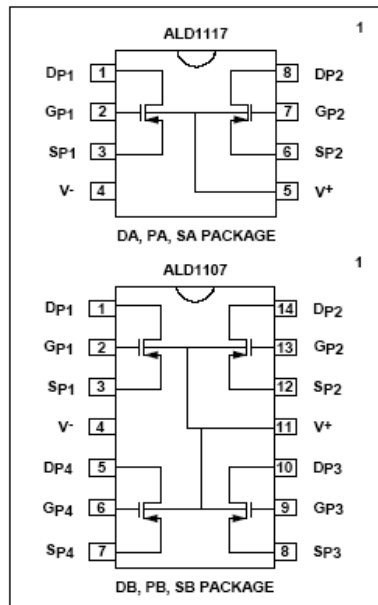 1
ALD1117
DP1 1 8 DP2
GP1 2 7 GP2
SP1 3 6 SP2
V- 4 5 V+
DA, PA, SA PACKAGE
1
ALD1107
DP1 1 14 DP2
GP1 2 13 GP2
SP1 3 12 SP2
V- 4 11 V+
DP4 5 10 DP3
GP4 6 9 GP3
SP4 7 8 SP3
DB, PB, SB PACKAGE